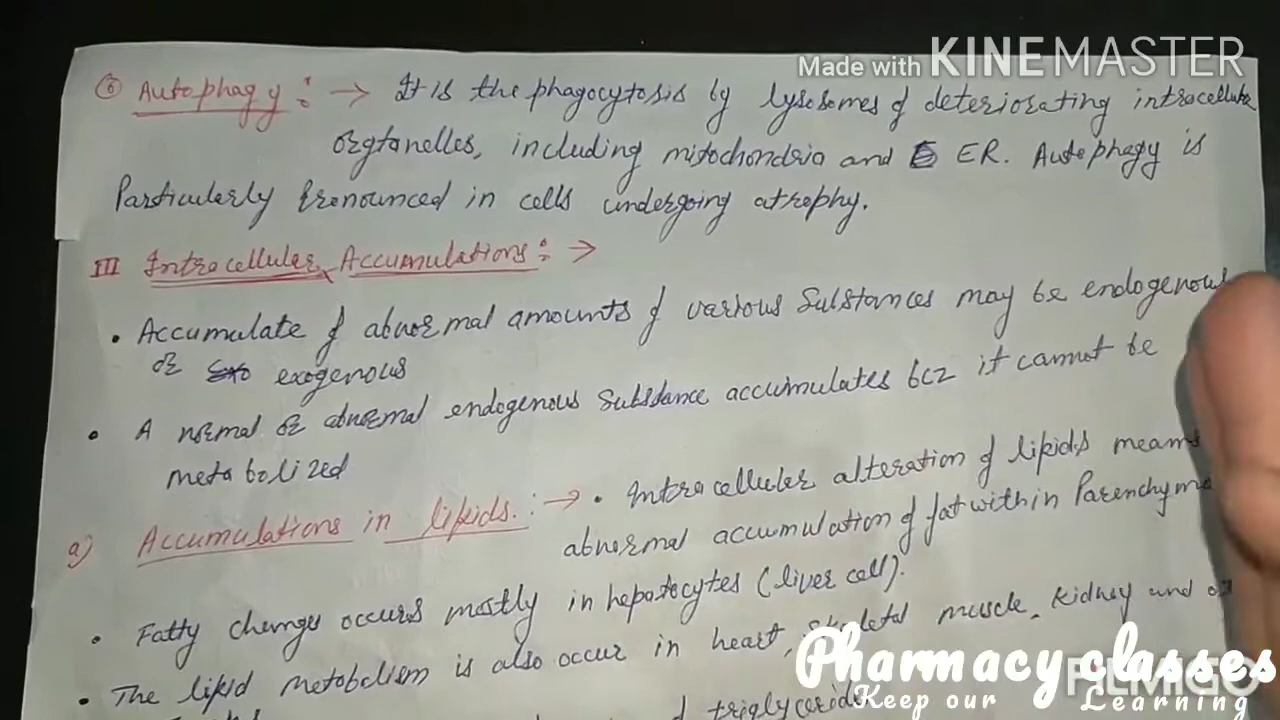 Made with KINEMASTER
⑥ Autophagy :- → It is the phagocytosis by lysosomes of deteriorating intracellular
orgtanelles, including mitochondria and ER. Autophagy is
Particularly pronounced in cells undergoing atrophy.
III Intracellular Accumulations :- →
• Accumulate of abnormal amounts of various Substances may be endogenous
or exogenous
• A normal or abnormal endogenous Substance accumulates bcz it cannot be
metabolized
a) Accumulations in lipids. :- → • Intracellular alteration of lipids means
abnormal accumulation of fat within Parenchyma
• Fatty changes occurs mostly in hepatocytes (liver cell).
• The lipid metabolism is also occur in heart, skeletal muscle, kidney and
triglyceride
Pharmacy classes
FILMIGO
Keep our Learning